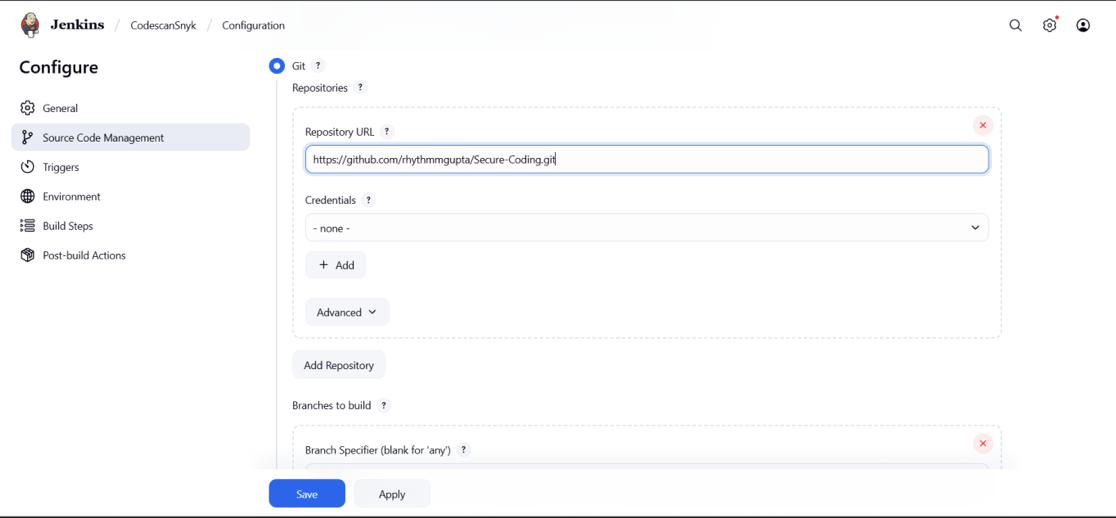 Jenkins / CodescanSnyk / Configuration
Configure
General
Source Code Management
Triggers
Environment
Build Steps
Post-build Actions
Git ?
Repositories ?
Repository URL ?
https://github.com/rhythmmgupta/Secure-Coding.git
Credentials ?
- none -
+ Add
Advanced
Add Repository
Branches to build ?
Branch Specifier (blank for 'any') ?
Save Apply